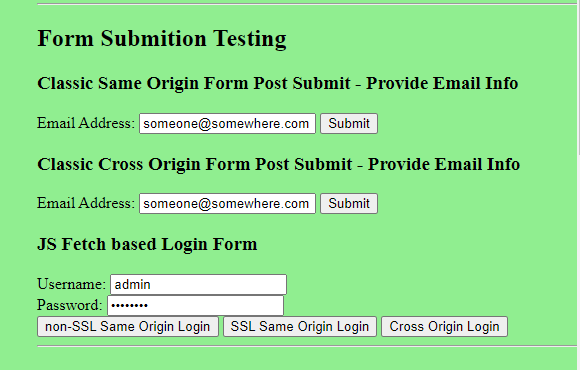 Form Submition Testing
Classic Same Origin Form Post Submit - Provide Email Info
Email Address: someone@somewhere.com Submit
Classic Cross Origin Form Post Submit - Provide Email Info
Email Address: someone@somewhere.com Submit
JS Fetch based Login Form
Username: admin
Password: ••••••••
non-SSL Same Origin Login SSL Same Origin Login Cross Origin Login